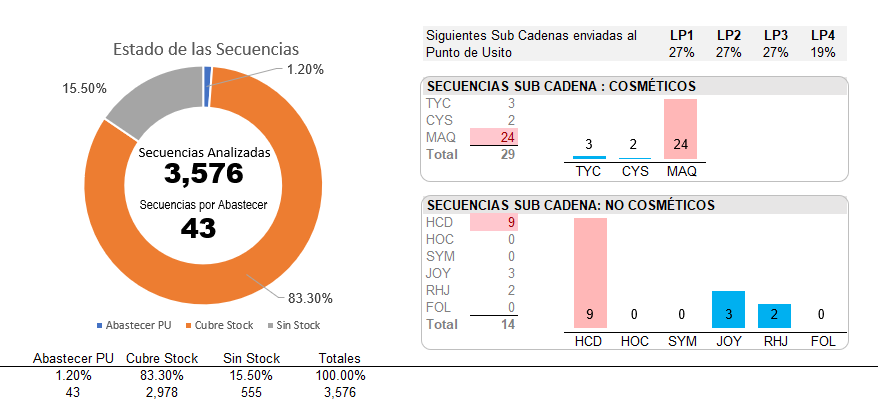 Estado de las Secuencias
1.20%
15.50%
Secuencias Analizadas
3,576
Secuencias por Abastecer
43
83.30%
Abastecer PU Cubre Stock Sin Stock
Abastecer PU Cubre Stock Sin Stock Totales
1.20% 83.30% 15.50% 100.00%
43 2,978 555 3,576
Siguientes Sub Cadenas enviadas al LP1 LP2 LP3 LP4
Punto de Usito 27% 27% 27% 19%
SECUENCIAS SUB CADENA : COSMÉTICOS
TYC 3
CYS 2
MAQ 24
Total 29
3 2 24
TYC CYS MAQ
SECUENCIAS SUB CADENA: NO COSMÉTICOS
HCD 9
HOC 0
SYM 0
JOY 3
RHJ 2
FOL 0
Total 14
9 0 0 3 2 0
HCD HOC SYM JOY RHJ FOL